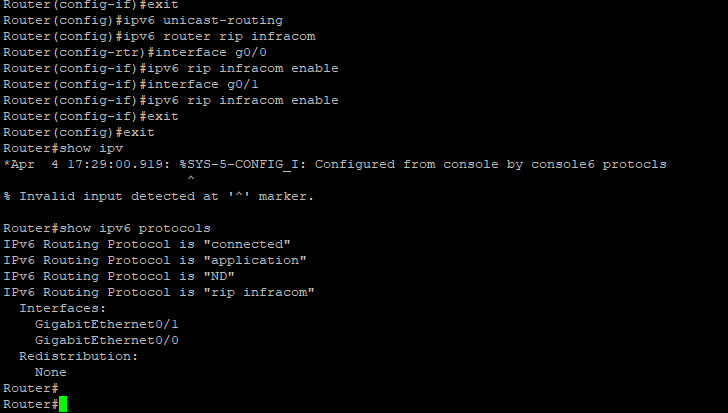 Router(config-if)#exit
Router(config)#ipv6 unicast-routing
Router(config)#ipv6 router rip infracom
Router(config-rtr)#interface g0/0
Router(config-if)#ipv6 rip infracom enable
Router(config-if)#interface g0/1
Router(config-if)#ipv6 rip infracom enable
Router(config-if)#exit
Router(config)#exit
Router#show ipv
*Apr  4 17:29:00.919: %SYS-5-CONFIG_I: Configured from console by console6 protocls
                       ^
% Invalid input detected at '^' marker.

Router#show ipv6 protocols
IPv6 Routing Protocol is "connected"
IPv6 Routing Protocol is "application"
IPv6 Routing Protocol is "ND"
IPv6 Routing Protocol is "rip infracom"
  Interfaces:
    GigabitEthernet0/1
    GigabitEthernet0/0
  Redistribution:
    None
Router#
Router#